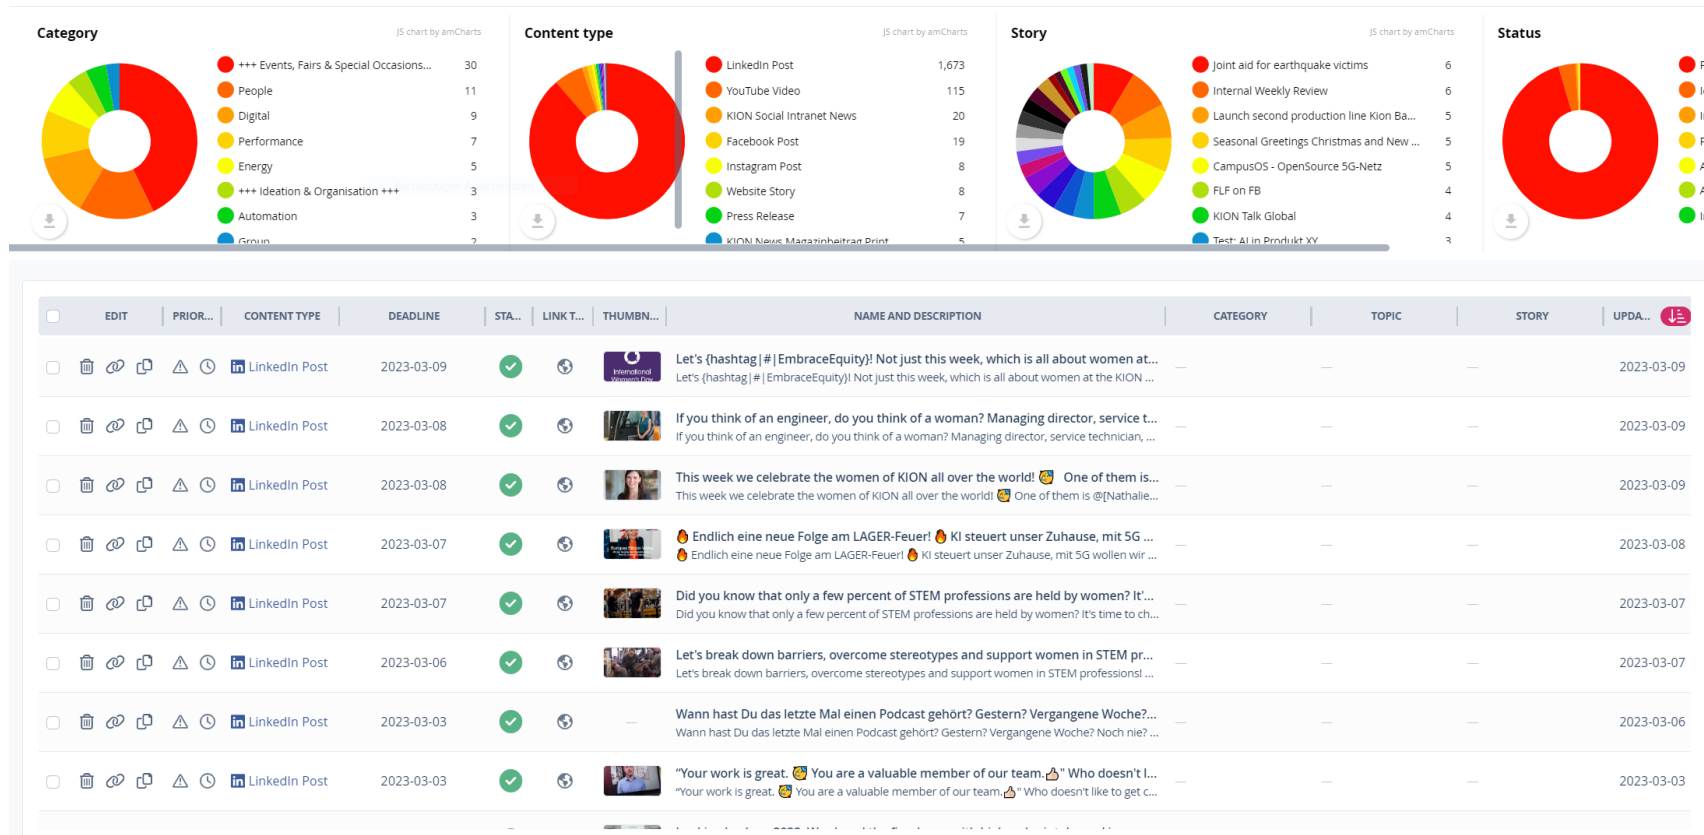 Category
JS chart by amCharts
+++ Events, Fairs & Special Occasions... 30
People 11
Digital 9
Performance 7
Energy 5
+++ Ideation & Organisation +++ 3
Automation 3
Group 2
Content type
JS chart by amCharts
LinkedIn Post 1,673
YouTube Video 115
KION Social Intranet News 20
Facebook Post 19
Instagram Post 8
Website Story 8
Press Release 7
KION News Magazinbeitrag Print 5
Story
JS chart by amCharts
Joint aid for earthquake victims 6
Internal Weekly Review 6
Launch second production line Kion Ba... 5
Seasonal Greetings Christmas and New ... 5
CampusOS - OpenSource 5G-Netz 5
FLF on FB 4
KION Talk Global 4
Test: AI in Produkt XY 3
Status
EDIT PRIOR... CONTENT TYPE DEADLINE STA... LINK T... THUMBN... NAME AND DESCRIPTION CATEGORY TOPIC STORY UPDA...
LinkedIn Post 2023-03-09 International Women's Day Let's {hashtag|#|EmbraceEquity}! Not just this week, which is all about women at... — — — 2023-03-09
Let's {hashtag|#|EmbraceEquity}! Not just this week, which is all about women at the KION ...
LinkedIn Post 2023-03-08 If you think of an engineer, do you think of a woman? Managing director, service t... — — — 2023-03-09
If you think of an engineer, do you think of a woman? Managing director, service technician, ...
LinkedIn Post 2023-03-08 This week we celebrate the women of KION all over the world! 🥰 One of them is... — — — 2023-03-09
This week we celebrate the women of KION all over the world! 🥰 One of them is @[Nathalie...
LinkedIn Post 2023-03-07 🔥 Endlich eine neue Folge am LAGER-Feuer! 🔥 KI steuert unser Zuhause, mit 5G ... — — — 2023-03-08
🔥 Endlich eine neue Folge am LAGER-Feuer! 🔥 KI steuert unser Zuhause, mit 5G wollen wir ...
LinkedIn Post 2023-03-07 Did you know that only a few percent of STEM professions are held by women? It'... — — — 2023-03-07
Did you know that only a few percent of STEM professions are held by women? It's time to ch...
LinkedIn Post 2023-03-06 Let's break down barriers, overcome stereotypes and support women in STEM pr... — — — 2023-03-07
Let's break down barriers, overcome stereotypes and support women in STEM professions! ...
LinkedIn Post 2023-03-03 — Wann hast Du das letzte Mal einen Podcast gehört? Gestern? Vergangene Woche?... — — — 2023-03-06
Wann hast Du das letzte Mal einen Podcast gehört? Gestern? Vergangene Woche? Noch nie? ...
LinkedIn Post 2023-03-03 “Your work is great. 🥰 You are a valuable member of our team.👍" Who doesn't l... — — — 2023-03-03
“Your work is great. 🥰 You are a valuable member of our team.👍" Who doesn't like to get c...